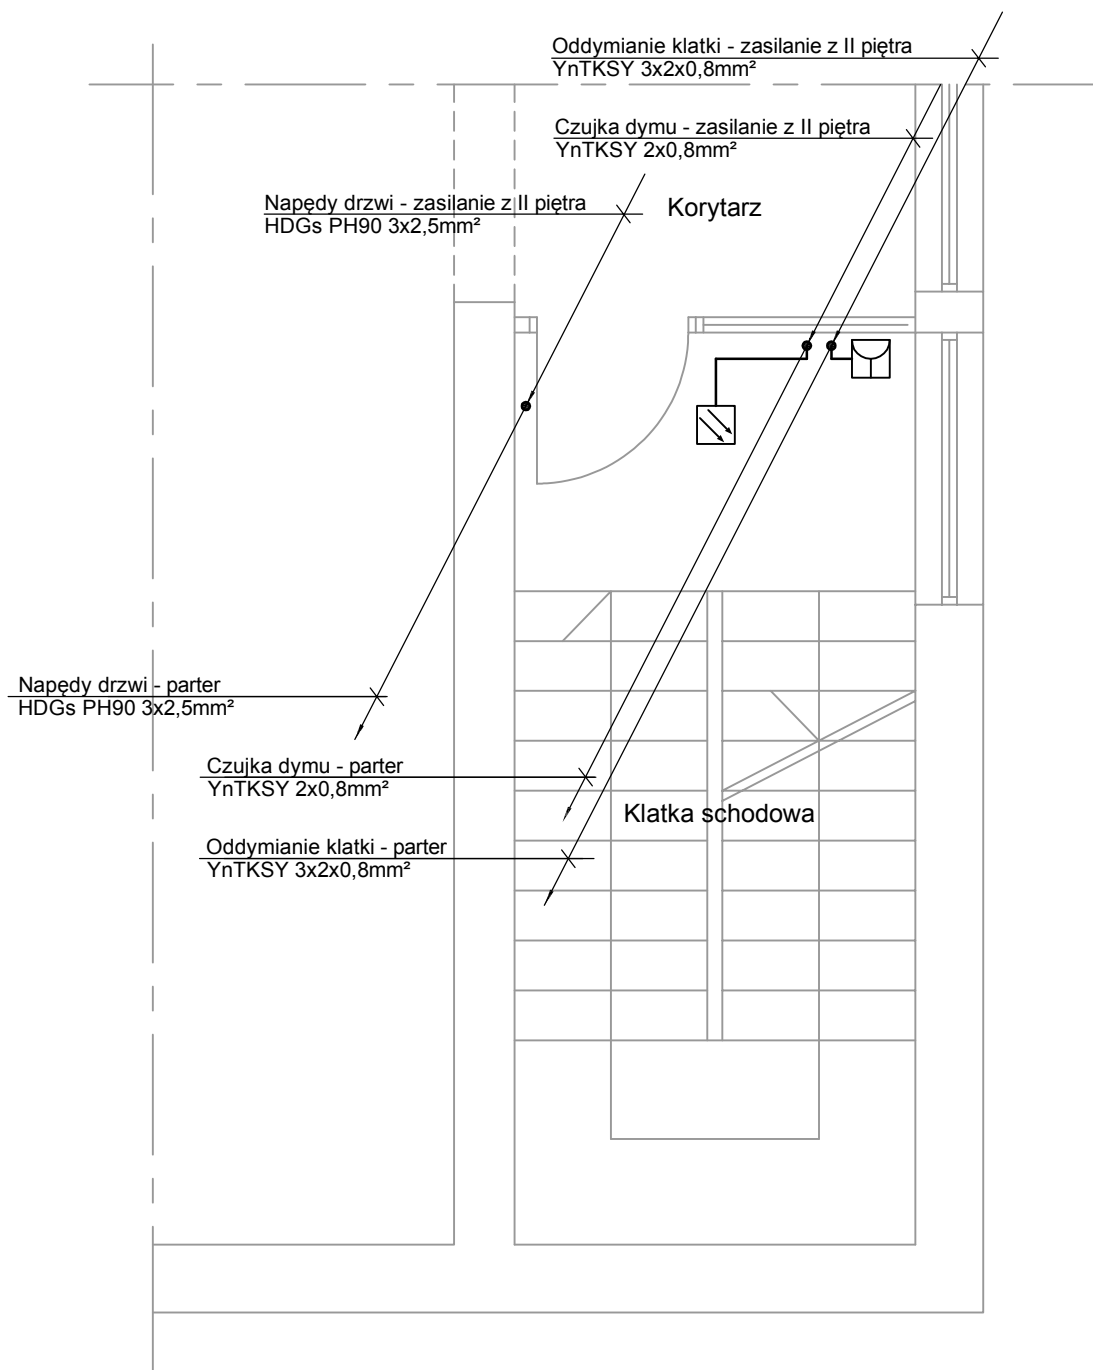 Oddymianie klatki - zasilanie z II piętra
YnTKSY 3x2x0,8mm²
Czujka dymu - zasilanie z II piętra
YnTKSY 2x0,8mm²
Napędy drzwi - zasilanie z II piętra
HDGs PH90 3x2,5mm²
Korytarz
Napędy drzwi - parter
HDGs PH90 3x2,5mm²
Czujka dymu - parter
YnTKSY 2x0,8mm²
Klatka schodowa
Oddymianie klatki - parter
YnTKSY 3x2x0,8mm²